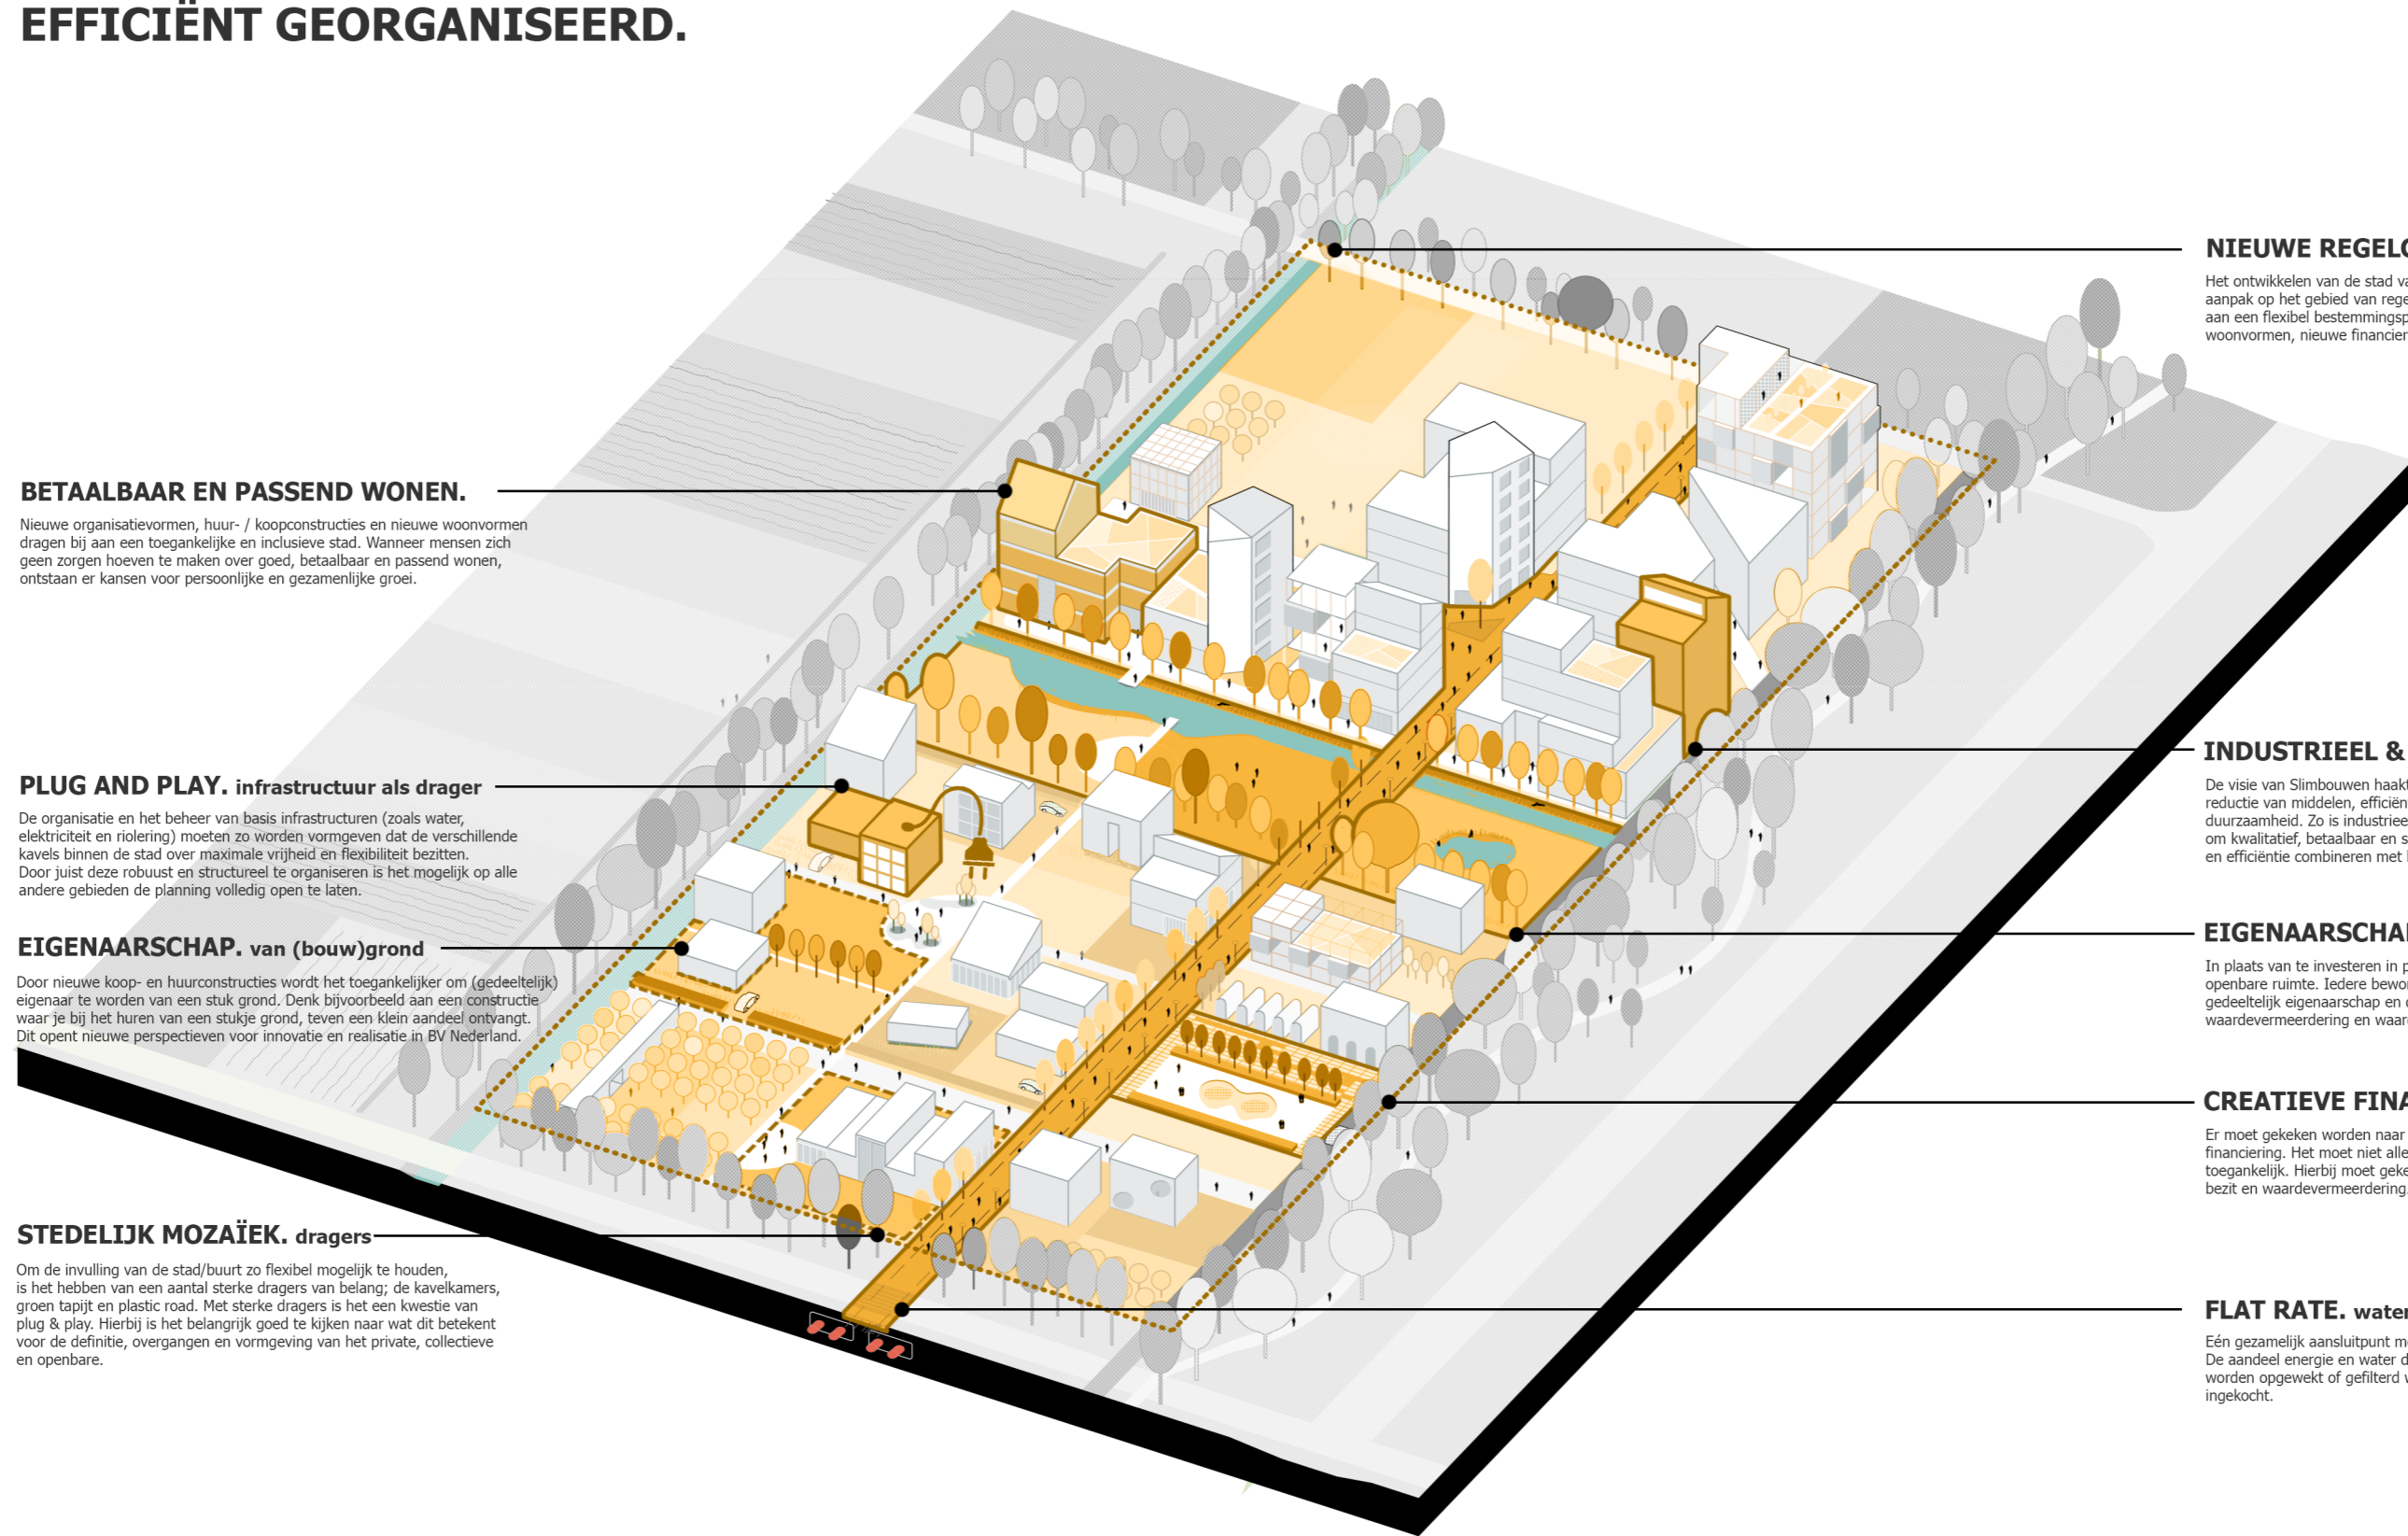 EFFICIËNT GEORGANISEERD.
BETAALBAAR EN PASSEND WONEN.
Nieuwe organisatievormen, huur- / koopconstructies en nieuwe woonvormen
dragen bij aan een toegankelijke en inclusieve stad. Wanneer mensen zich
geen zorgen hoeven te maken over goed, betaalbaar en passend wonen,
ontstaan er kansen voor persoonlijke en gezamenlijke groei.
PLUG AND PLAY. infrastructuur als drager
De organisatie en het beheer van basis infrastructuren (zoals water,
elektriciteit en riolering) moeten zo worden vormgeven dat de verschillende
kavels binnen de stad over maximale vrijheid en flexibiliteit bezitten.
Door juist deze robuust en structureel te organiseren is het mogelijk op alle
andere gebieden de planning volledig open te laten.
EIGENAARSCHAP. van (bouw)grond
Door nieuwe koop- en huurconstructies wordt het toegankelijker om (gedeeltelijk)
eigenaar te worden van een stuk grond. Denk bijvoorbeeld aan een constructie
waar je bij het huren van een stukje grond, teven een klein aandeel ontvangt.
Dit opent nieuwe perspectieven voor innovatie en realisatie in BV Nederland.
STEDELIJK MOZAÏEK. dragers
Om de invulling van de stad/buurt zo flexibel mogelijk te houden,
is het hebben van een aantal sterke dragers van belang; de kavelkamers,
groen tapijt en plastic road. Met sterke dragers is het een kwestie van
plug & play. Hierbij is het belangrijk goed te kijken naar wat dit betekent
voor de definitie, overgangen en vormgeving van het private, collectieve
en openbare.
NIEUWE
Het ontwikkelen van de stad
aanpak op het gebied van
aan een flexibel
woonvormen, nieuwe
INDUSTRIEEL &
De visie van Slimbouwen
reductie van middelen,
duurzaamheid. Zo is
om kwalitatief, betaalbaar en
en efficiëntie combineren met
In plaats van te investeren in
openbare ruimte. Iedere
gedeeltelijk eigenaarschap en
waardevermeerdering en
CREATIEVE
Er moet gekeken worden naar
financiering. Het moet niet
toegankelijk. Hierbij moet
bezit en waardevermeerdering.
FLAT RATE. water
Eén gezamelijk aansluitpunt
De aandeel energie en water
worden opgewekt of gefilterd
ingekocht.